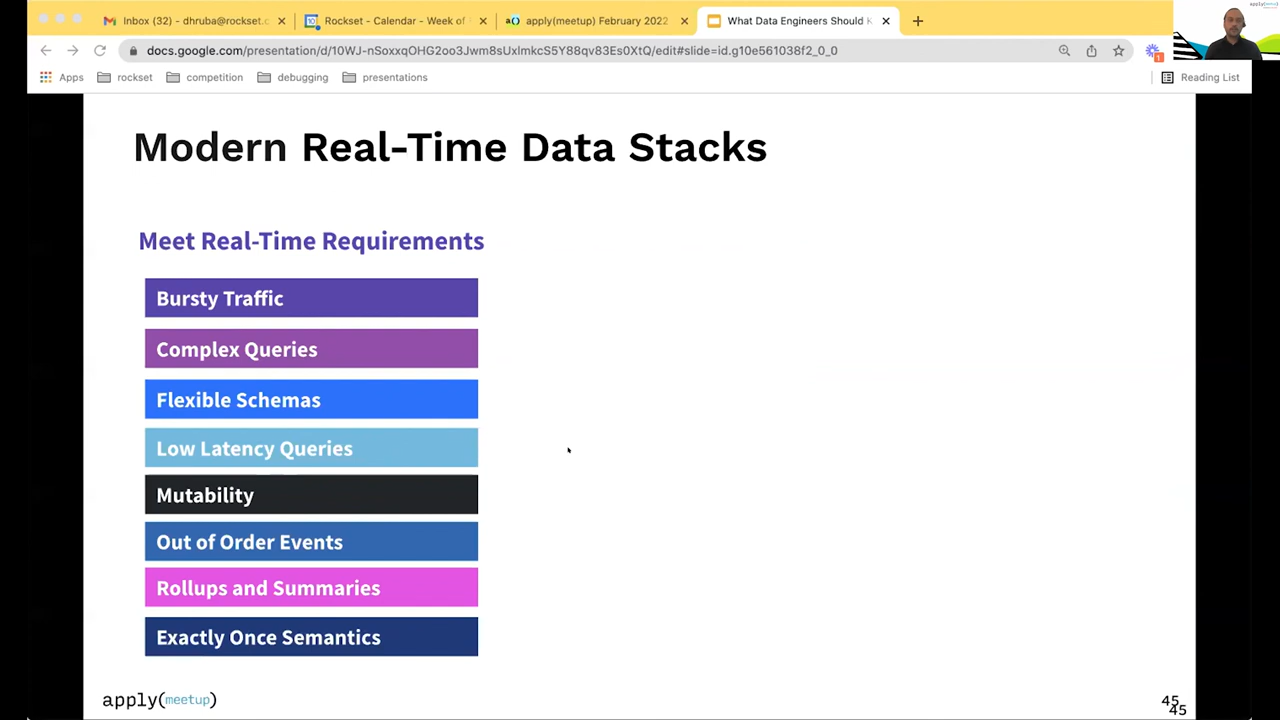 Inbox (32) - dhruba@rockset.c
Rockset - Calendar - Week of
apply(meetup) February 2022
What Data Engineers Should K
apply(meetup)
docs.google.com/presentation/d/10WJ-nSoxxqOHG2oo3Jwm8sUxlmkcS5Y88qv83Es0XtQ/edit#slide=id.g10e561038f2_0_0
Apps
rockset
competition
debugging
presentations
Reading List
Modern Real-Time Data Stacks
Meet Real-Time Requirements
Bursty Traffic
Complex Queries
Flexible Schemas
Low Latency Queries
Mutability
Out of Order Events
Rollups and Summaries
Exactly Once Semantics
apply(meetup)
45
45